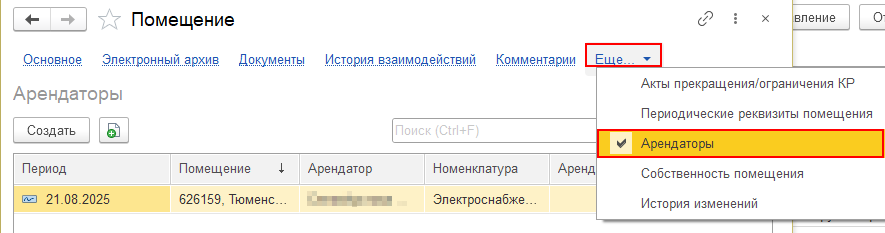 Помещение
вление
От
Основное Электронный архив Документы История взаимодействий Комментарии Еще...
Арендаторы
Создать
Поиск (Ctrl+F)
Акты прекращения/ограничения КР
Периодические реквизиты помещения
Арендаторы
Собственность помещения
История изменений
Период Помещение ↓ Арендатор Номенклатура Аренд
21.08.2025 626159, Тюменс... Электроснабже...